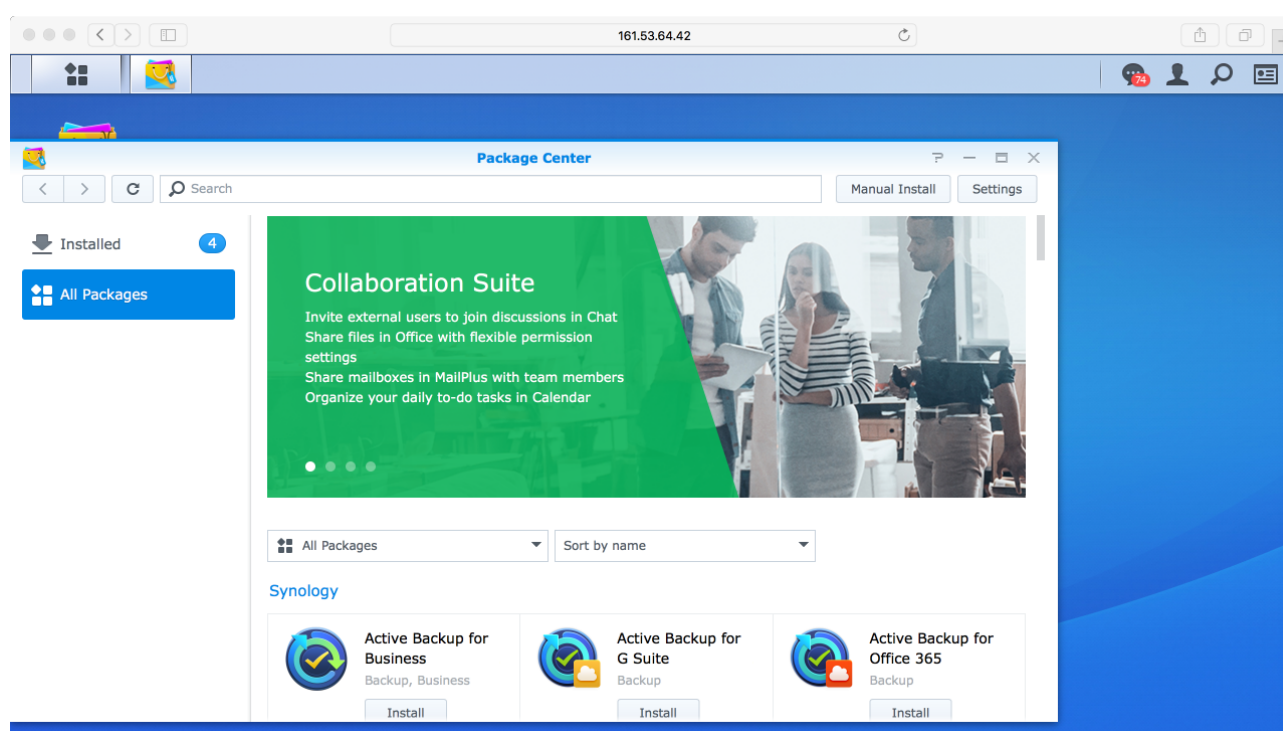 161.53.64.42
74
Package Center
Search
Manual Install
Settings
Installed
4
All Packages
Collaboration Suite
Invite external users to join discussions in Chat
Share files in Office with flexible permission
settings
Share mailboxes in MailPlus with team members
Organize your daily to-do tasks in Calendar
All Packages
Sort by name
Synology
Active Backup for
Business
Backup, Business
Install
Active Backup for
G Suite
Backup
Install
Active Backup for
Office 365
Backup
Install